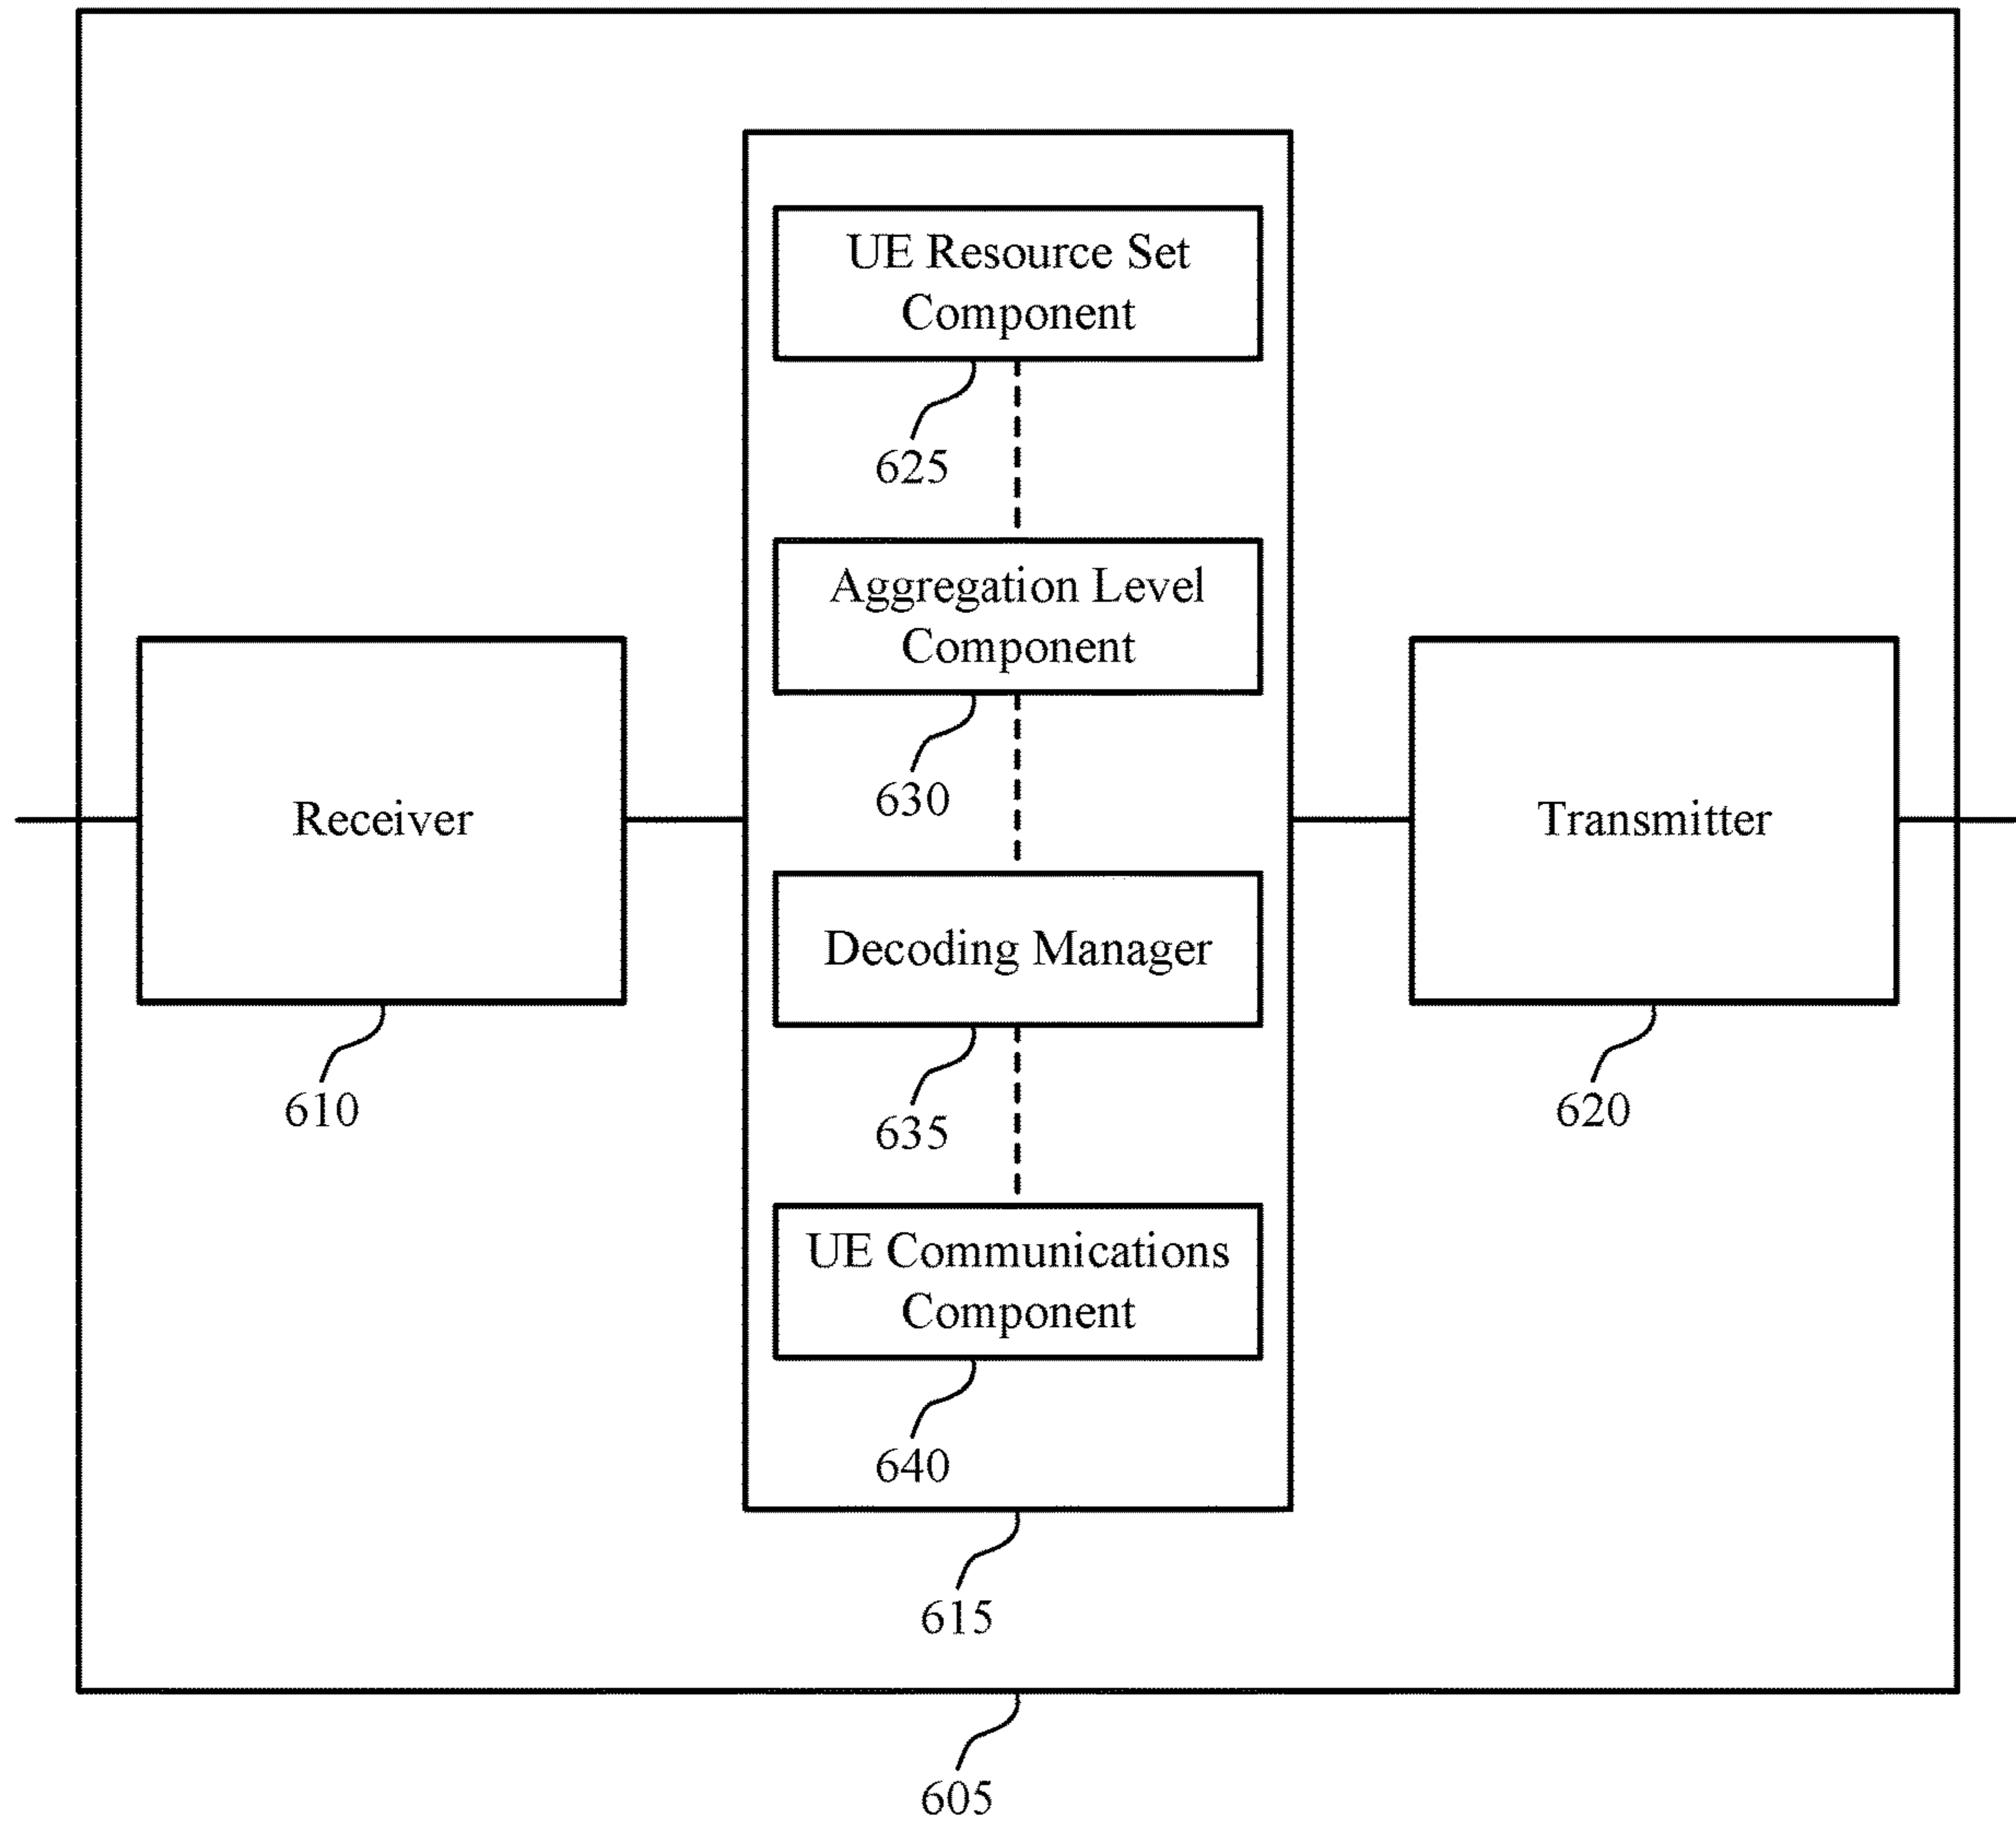 UE Resource Set
Component
625
Aggregation Level
Component
630
Receiver
610
Transmitter
620
Decoding Manager
635
UE Communications
Component
640
615
605